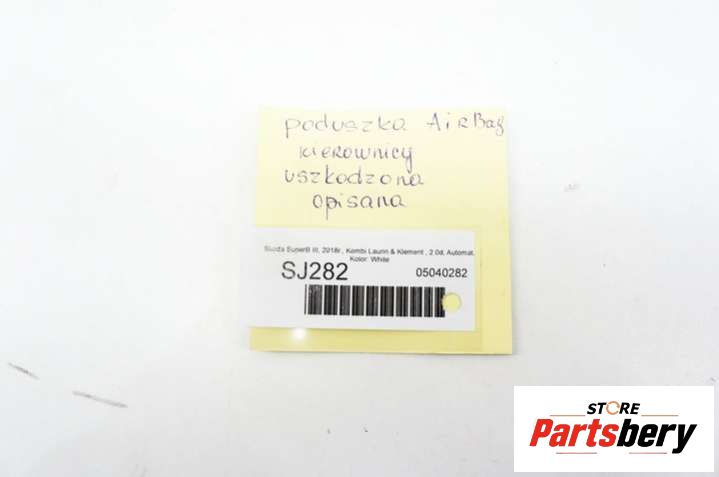 poduszka AirBag
kierownicy
uszkodzona
opisana
Skoda SuperB III, 2018r., Kombi Laurin & Klement , 2.0d, Automat,
Kolor: White
SJ282 05040282
STORE
Partsbery